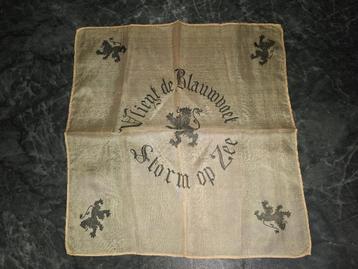 Vliegt de Blauwvoet
Storm op Zee